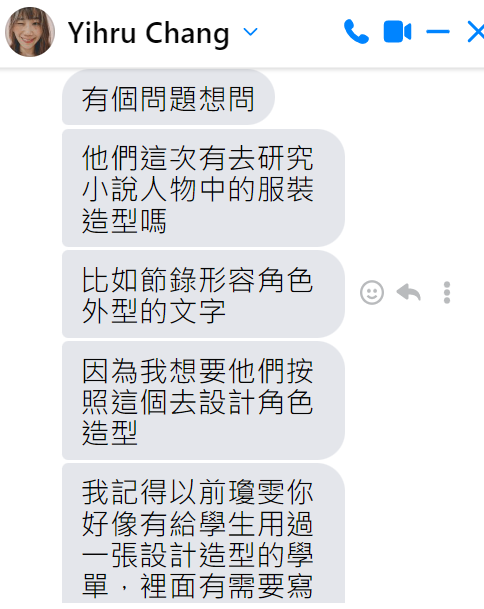 Yihru Chang
有個問題想問
他們這次有去研究
小說人物中的服裝
造型嗎
比如節錄形容角色
外型的文字
因為我想要他們按
照這個去設計角色
造型
我記得以前瓊雯你
好像有給學生用過
一張設計造型的學
單，裡面有需要寫